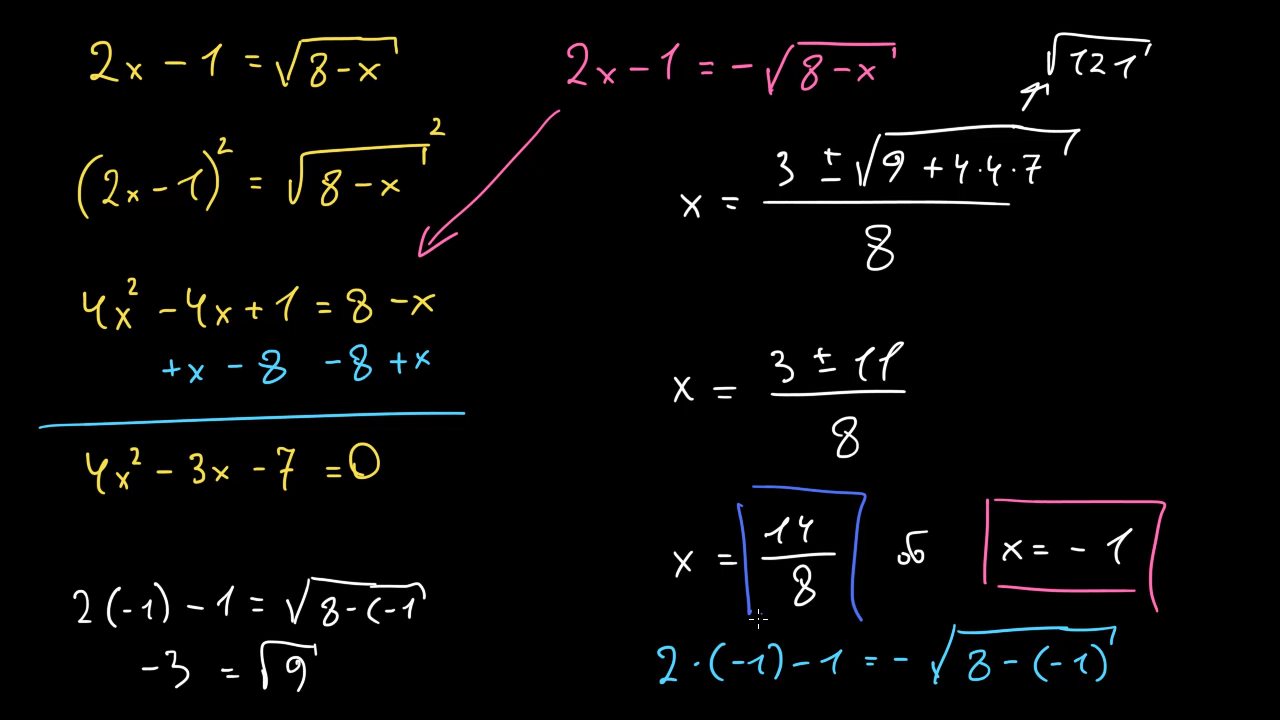 2x - 1 = √(8 - x)
(2x - 1)² = √(8 - x)²
4x² - 4x + 1 = 8 - x
+x - 8 - 8 + x
4x² - 3x - 7 = 0
2(-1) - 1 = √(8 - (-1
-3 = √9
2x - 1 = -√(8 - x)
√121
x = (3 ± √(9 + 4·4·7)) / 8
x = (3 ± 11) / 8
x = 14/8 அல்லது x = -1
2·(-1) - 1 = -√(8 - (-1)